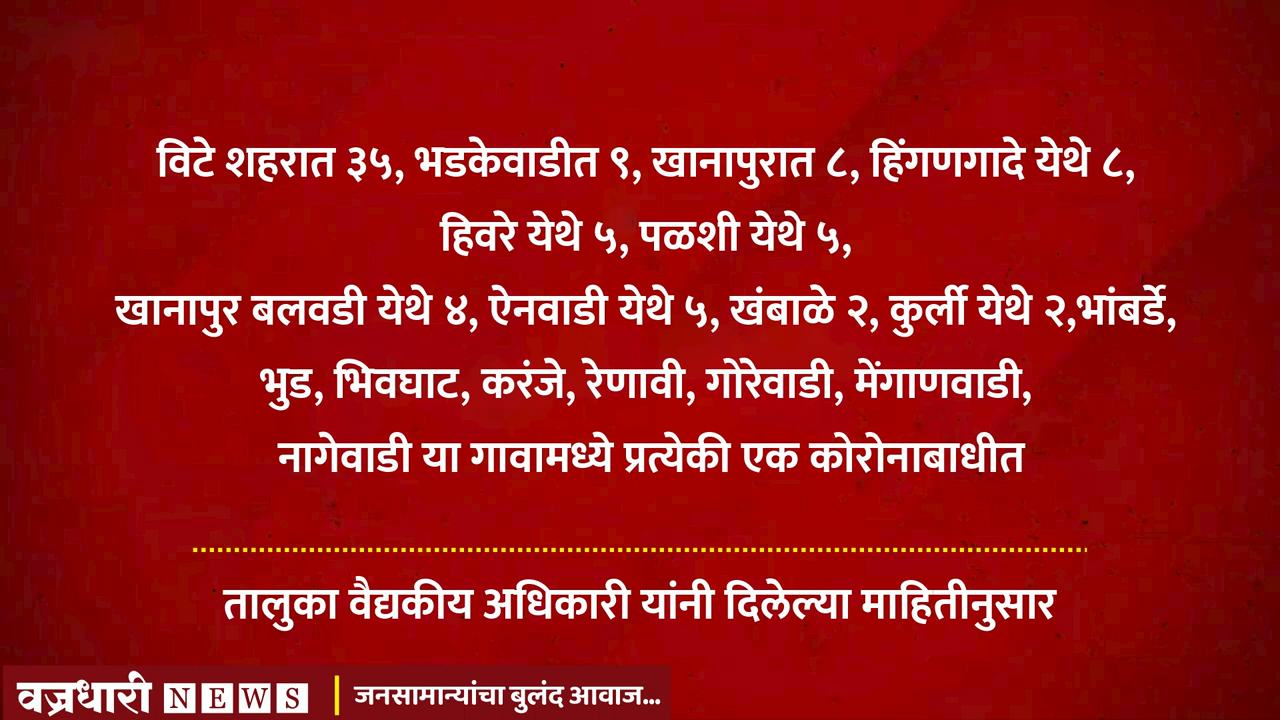 विटे शहरात ३५, भडकेवाडीत ९, खानापुरात ८, हिंगणगादे येथे ८,
हिवरे येथे ५, पळशी येथे ५,
खानापुर बलवडी येथे ४, ऐनवाडी येथे ५, खंबाळे २, कुर्ली येथे २,भांबर्डे,
भुड, भिवघाट, करंजे, रेणावी, गोरेवाडी, मेंगाणवाडी,
नागेवाडी या गावामध्ये प्रत्येकी एक कोरोनाबाधीत
तालुका वैद्यकीय अधिकारी यांनी दिलेल्या माहितीनुसार
वज्रधारी NEWS | जनसामान्यांचा बुलंद आवाज...